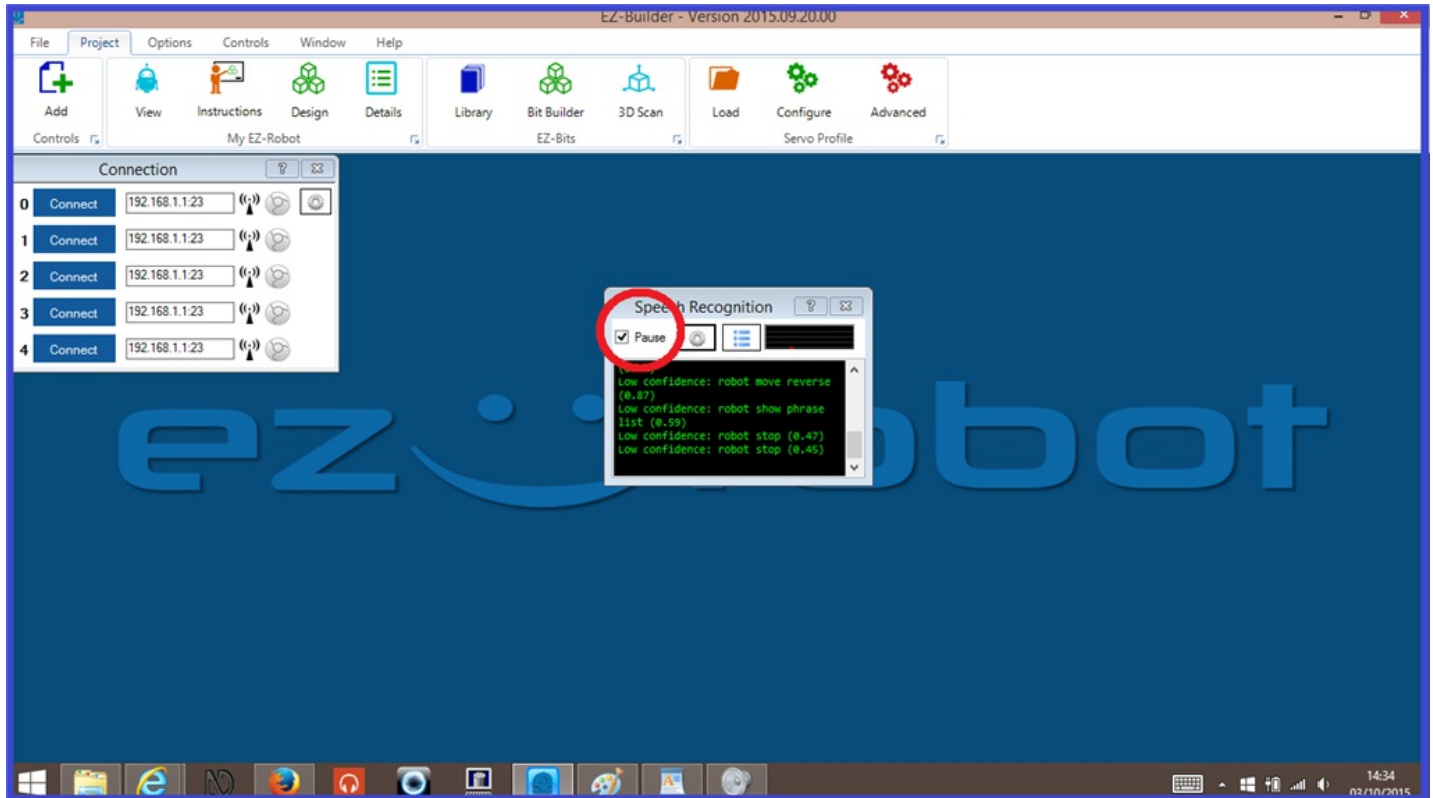 EZ-Builder - Version 2015.09.20.00
File Project Options Controls Window Help
Add View Instructions Design Details Library Bit Builder 3D Scan Load Configure Advanced
Controls My EZ-Robot EZ-Bits Servo Profile
Connection
0 Connect 192.168.1.1:23
1 Connect 192.168.1.1:23
2 Connect 192.168.1.1:23
3 Connect 192.168.1.1:23
4 Connect 192.168.1.1:23
Speech Recognition
Pause
Low confidence: robot move reverse
(0.87)
Low confidence: robot show phrase
list (0.59)
Low confidence: robot stop (0.47)
Low confidence: robot stop (0.45)
ez robot
14:34
03/10/2015